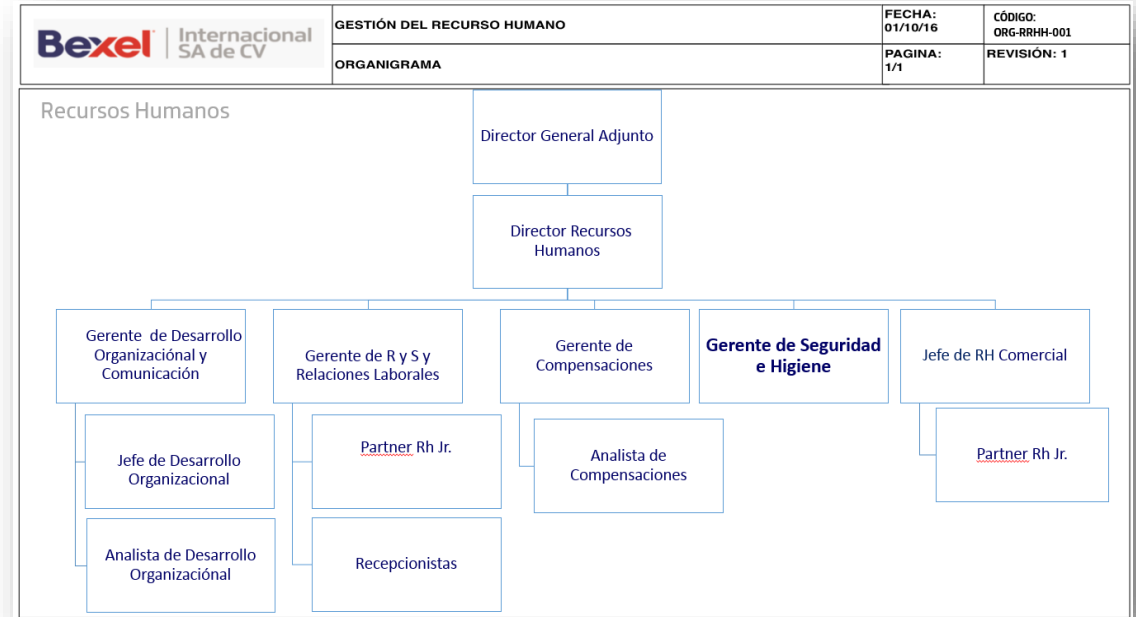 Bexel
Internacional
SA de CV
GESTIÓN DEL RECURSO HUMANO
FECHA:
01/10/16
CÓDIGO:
ORG-RRHH-001
ORGANIGRAMA
PAGINA:
1/1
REVISIÓN: 1
Recursos Humanos
Director General Adjunto
Director Recursos
Humanos
Gerente de Desarrollo
Organizaciónal y
Comunicación
Gerente de R y S y
Relaciones Laborales
Gerente de
Compensaciones
Gerente de Seguridad
e Higiene
Jefe de RH Comercial
Jefe de Desarrollo
Organizacional
Partner Rh Jr.
Analista de
Compensaciones
Partner Rh Jr.
Analista de Desarrollo
Organizaciónal
Recepcionistas